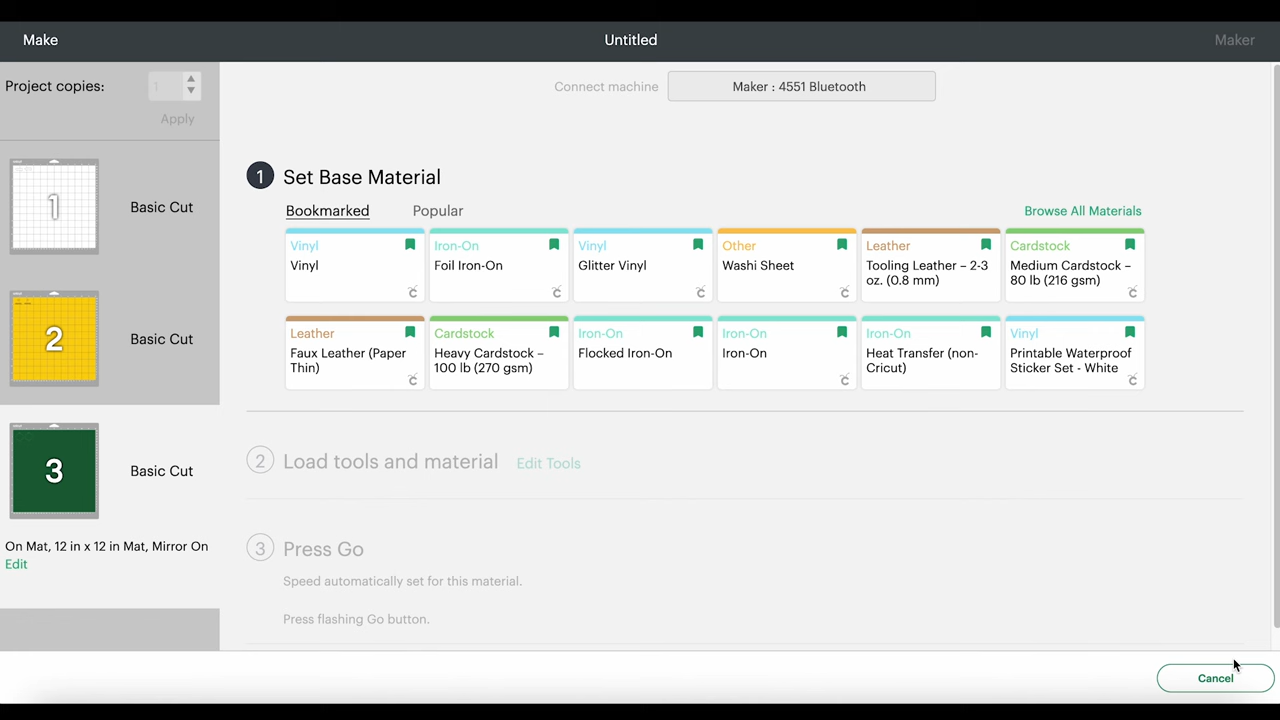 Make
Untitled
Maker
Project copies:
1
Apply
Connect machine
Maker : 4551 Bluetooth
1
Basic Cut
2
Basic Cut
3
Basic Cut
On Mat, 12 in x 12 in Mat, Mirror On
Edit
1 Set Base Material
Bookmarked
Popular
Browse All Materials
Vinyl
Vinyl
Iron-On
Foil Iron-On
Vinyl
Glitter Vinyl
Other
Washi Sheet
Leather
Tooling Leather – 2-3
oz. (0.8 mm)
Cardstock
Medium Cardstock –
80 lb (216 gsm)
Leather
Faux Leather (Paper
Thin)
Cardstock
Heavy Cardstock –
100 lb (270 gsm)
Iron-On
Flocked Iron-On
Iron-On
Iron-On
Iron-On
Heat Transfer (non-
Cricut)
Vinyl
Printable Waterproof
Sticker Set - White
2 Load tools and material
Edit Tools
3 Press Go
Speed automatically set for this material.
Press flashing Go button.
Cancel